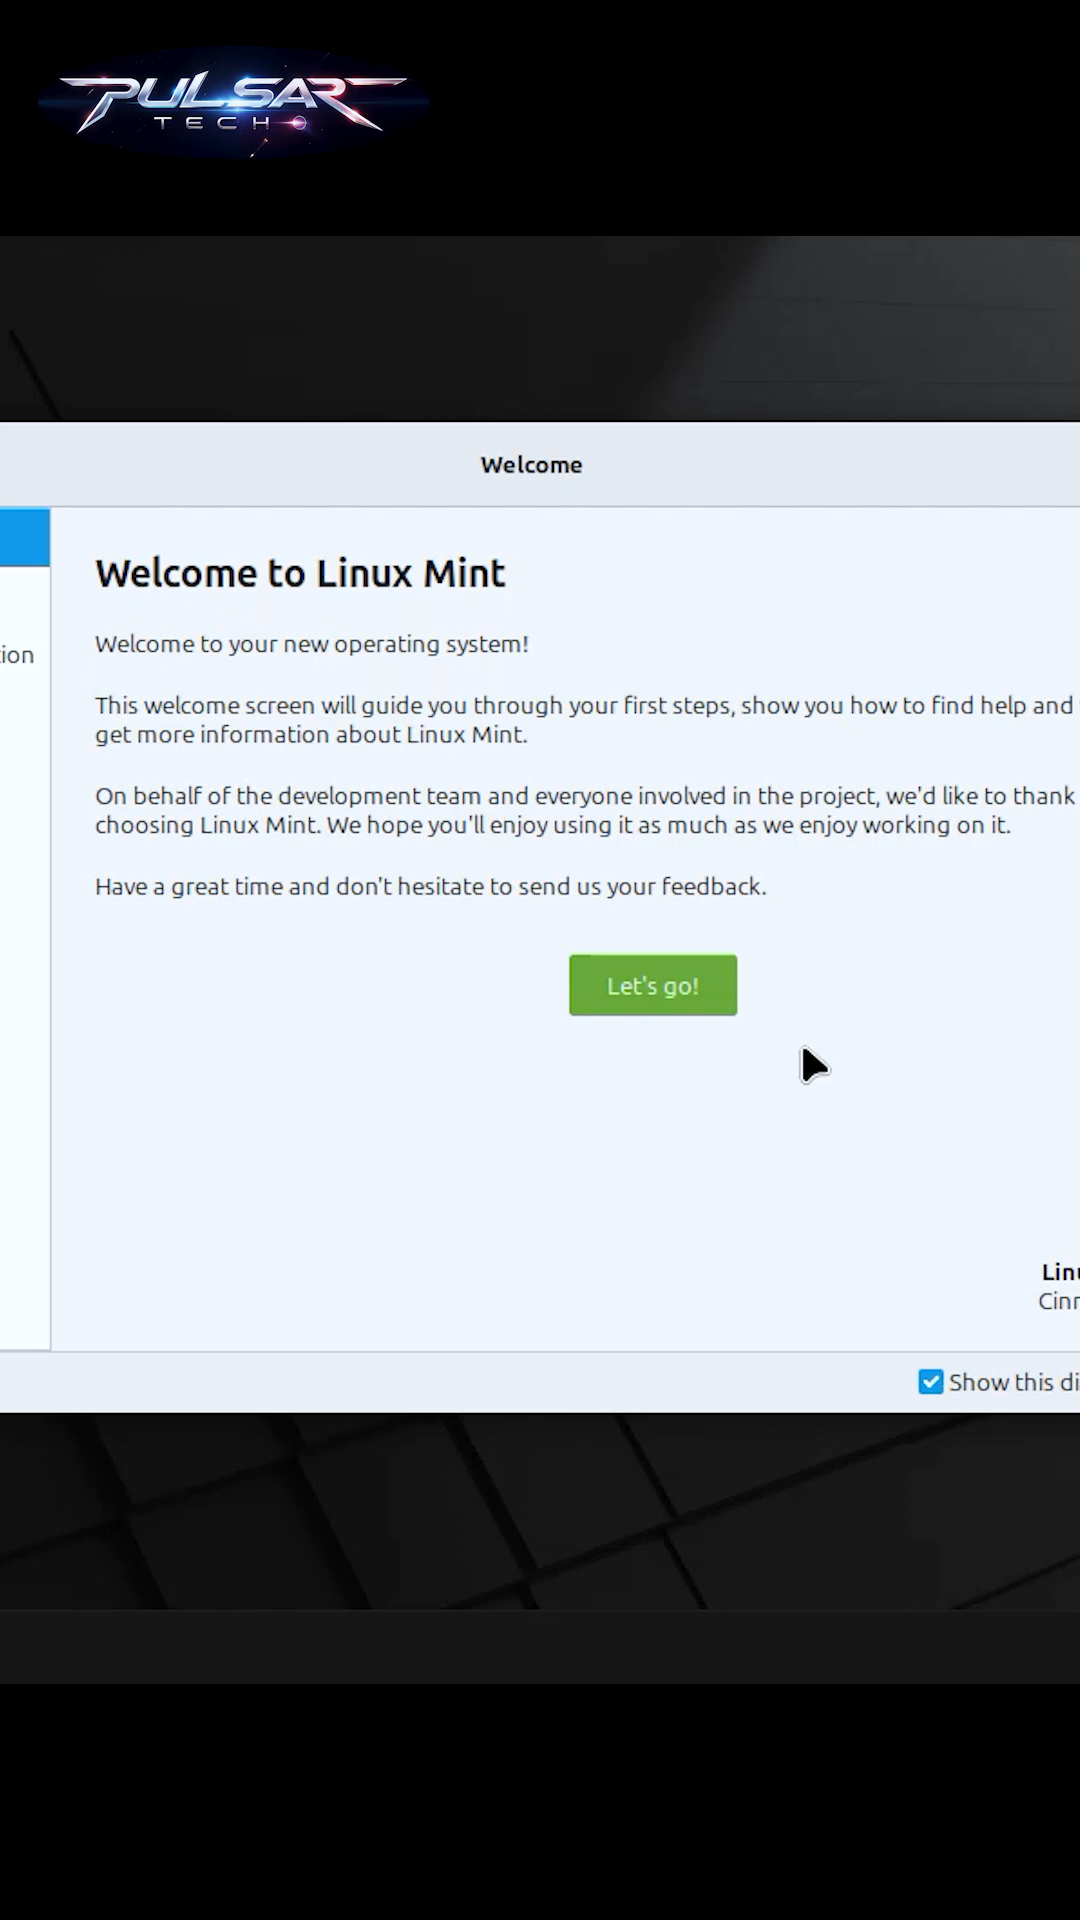 PULSAR
TECH
Welcome
Welcome to Linux Mint
Welcome to your new operating system!
tion
This welcome screen will guide you through your first steps, show you how to find help and
get more information about Linux Mint.
On behalf of the development team and everyone involved in the project, we'd like to thank
choosing Linux Mint. We hope you'll enjoy using it as much as we enjoy working on it.
Have a great time and don't hesitate to send us your feedback.
Let's go!
Linu
Cinn
Show this di